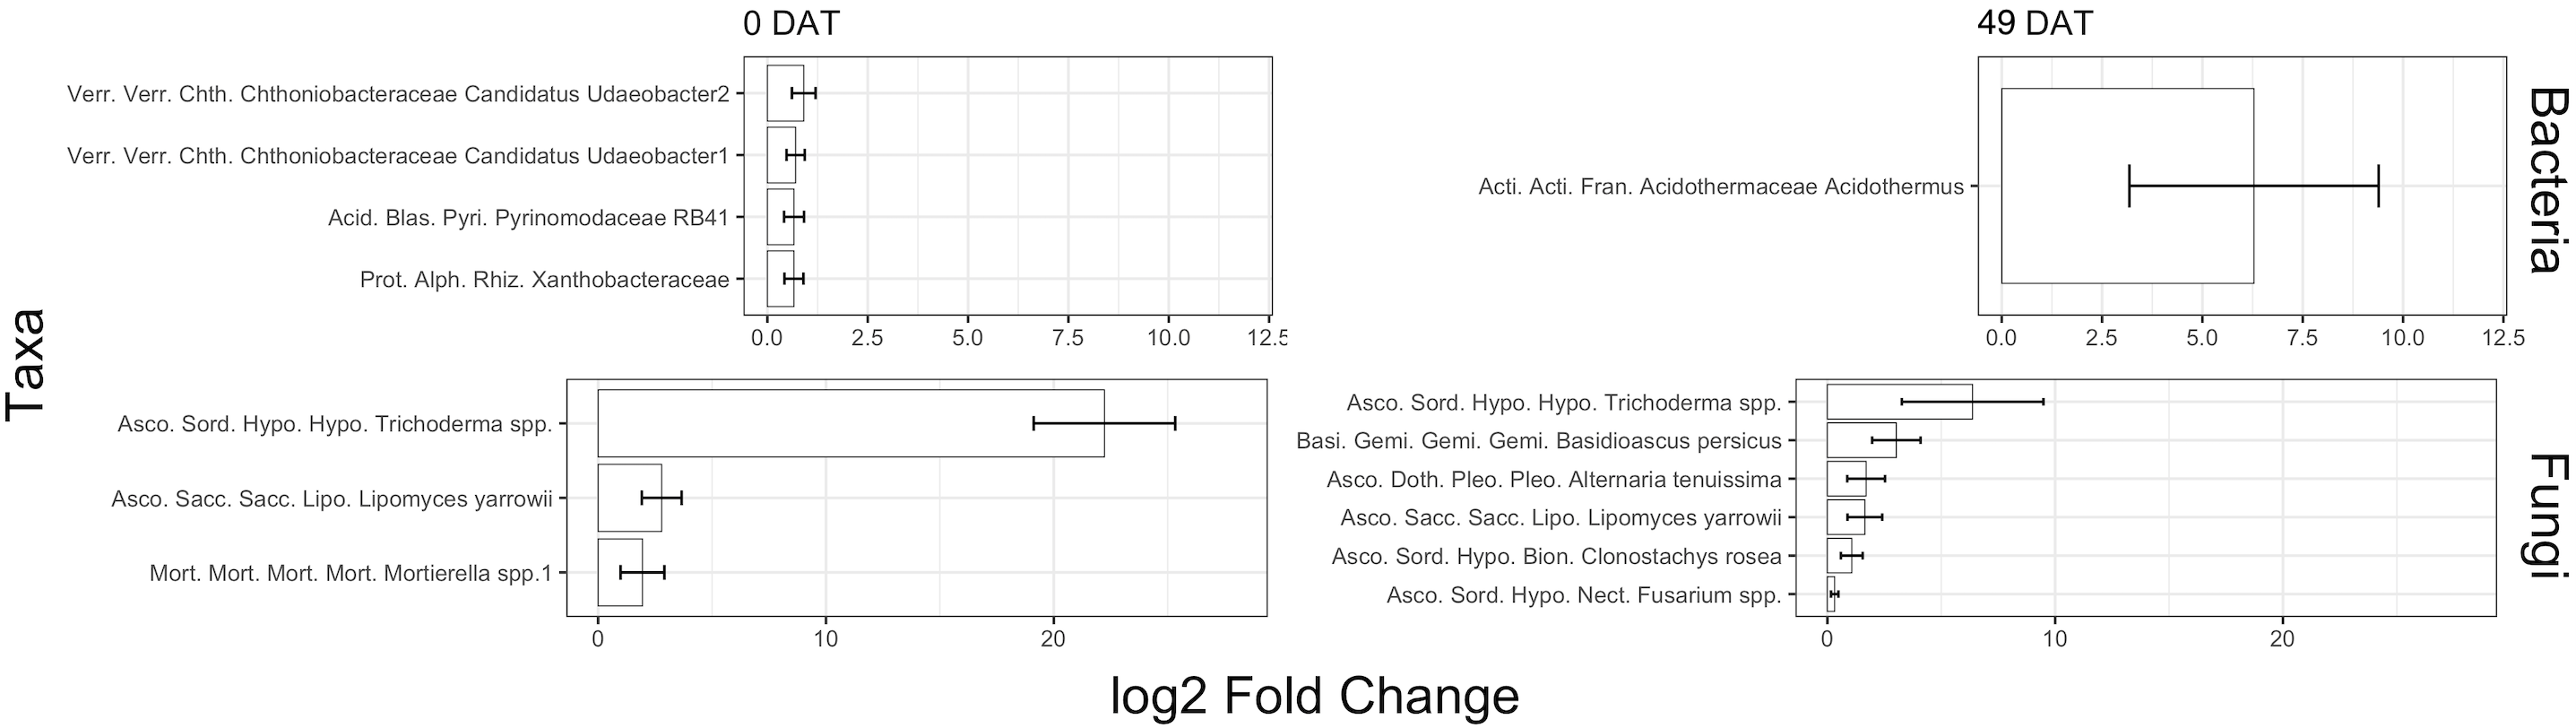 0 DAT
49 DAT
Verr. Verr. Chth. Chthoniobacteraceae Candidatus Udaeobacter2
Verr. Verr. Chth. Chthoniobacteraceae Candidatus Udaeobacter1
Acid. Blas. Pyri. Pyrinomodaceae RB41
Prot. Alph. Rhiz. Xanthobacteraceae
0.0 2.5 5.0 7.5 10.0 12.5
Acti. Acti. Fran. Acidothermaceae Acidothermus
0.0 2.5 5.0 7.5 10.0 12.5
Bacteria
Taxa
Asco. Sord. Hypo. Hypo. Trichoderma spp.
Asco. Sacc. Sacc. Lipo. Lipomyces yarrowii
Mort. Mort. Mort. Mort. Mortierella spp.1
0 10 20
Asco. Sord. Hypo. Hypo. Trichoderma spp.
Basi. Gemi. Gemi. Gemi. Basidioascus persicus
Asco. Doth. Pleo. Pleo. Alternaria tenuissima
Asco. Sacc. Sacc. Lipo. Lipomyces yarrowii
Asco. Sord. Hypo. Bion. Clonostachys rosea
Asco. Sord. Hypo. Nect. Fusarium spp.
0 10 20
Fungi
log2 Fold Change